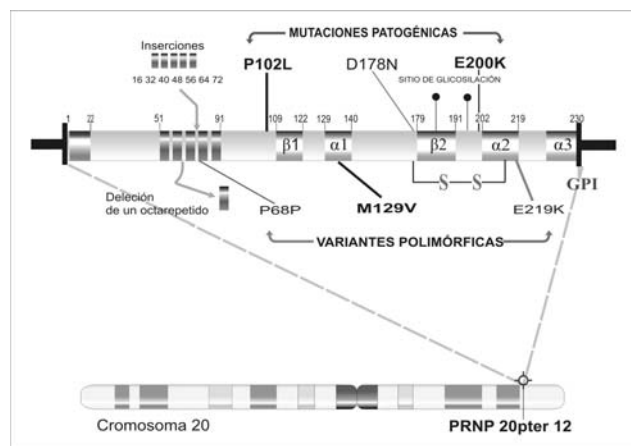 MUTACIONES PATOGÉNICAS
Inserciones
16 32 40 48 56 64 72
P102L
D178N
E200K
SITIO DE GLICOSILACIÓN
1
51
91
109
122
129
140
179
191
202
219
230
β1
α1
β2
α2
α3
S S
GPI
Deleción
de un octarepetido
P68P
M129V
E219K
VARIANTES POLIMÓRFICAS
Cromosoma 20
PRNP 20pter 12